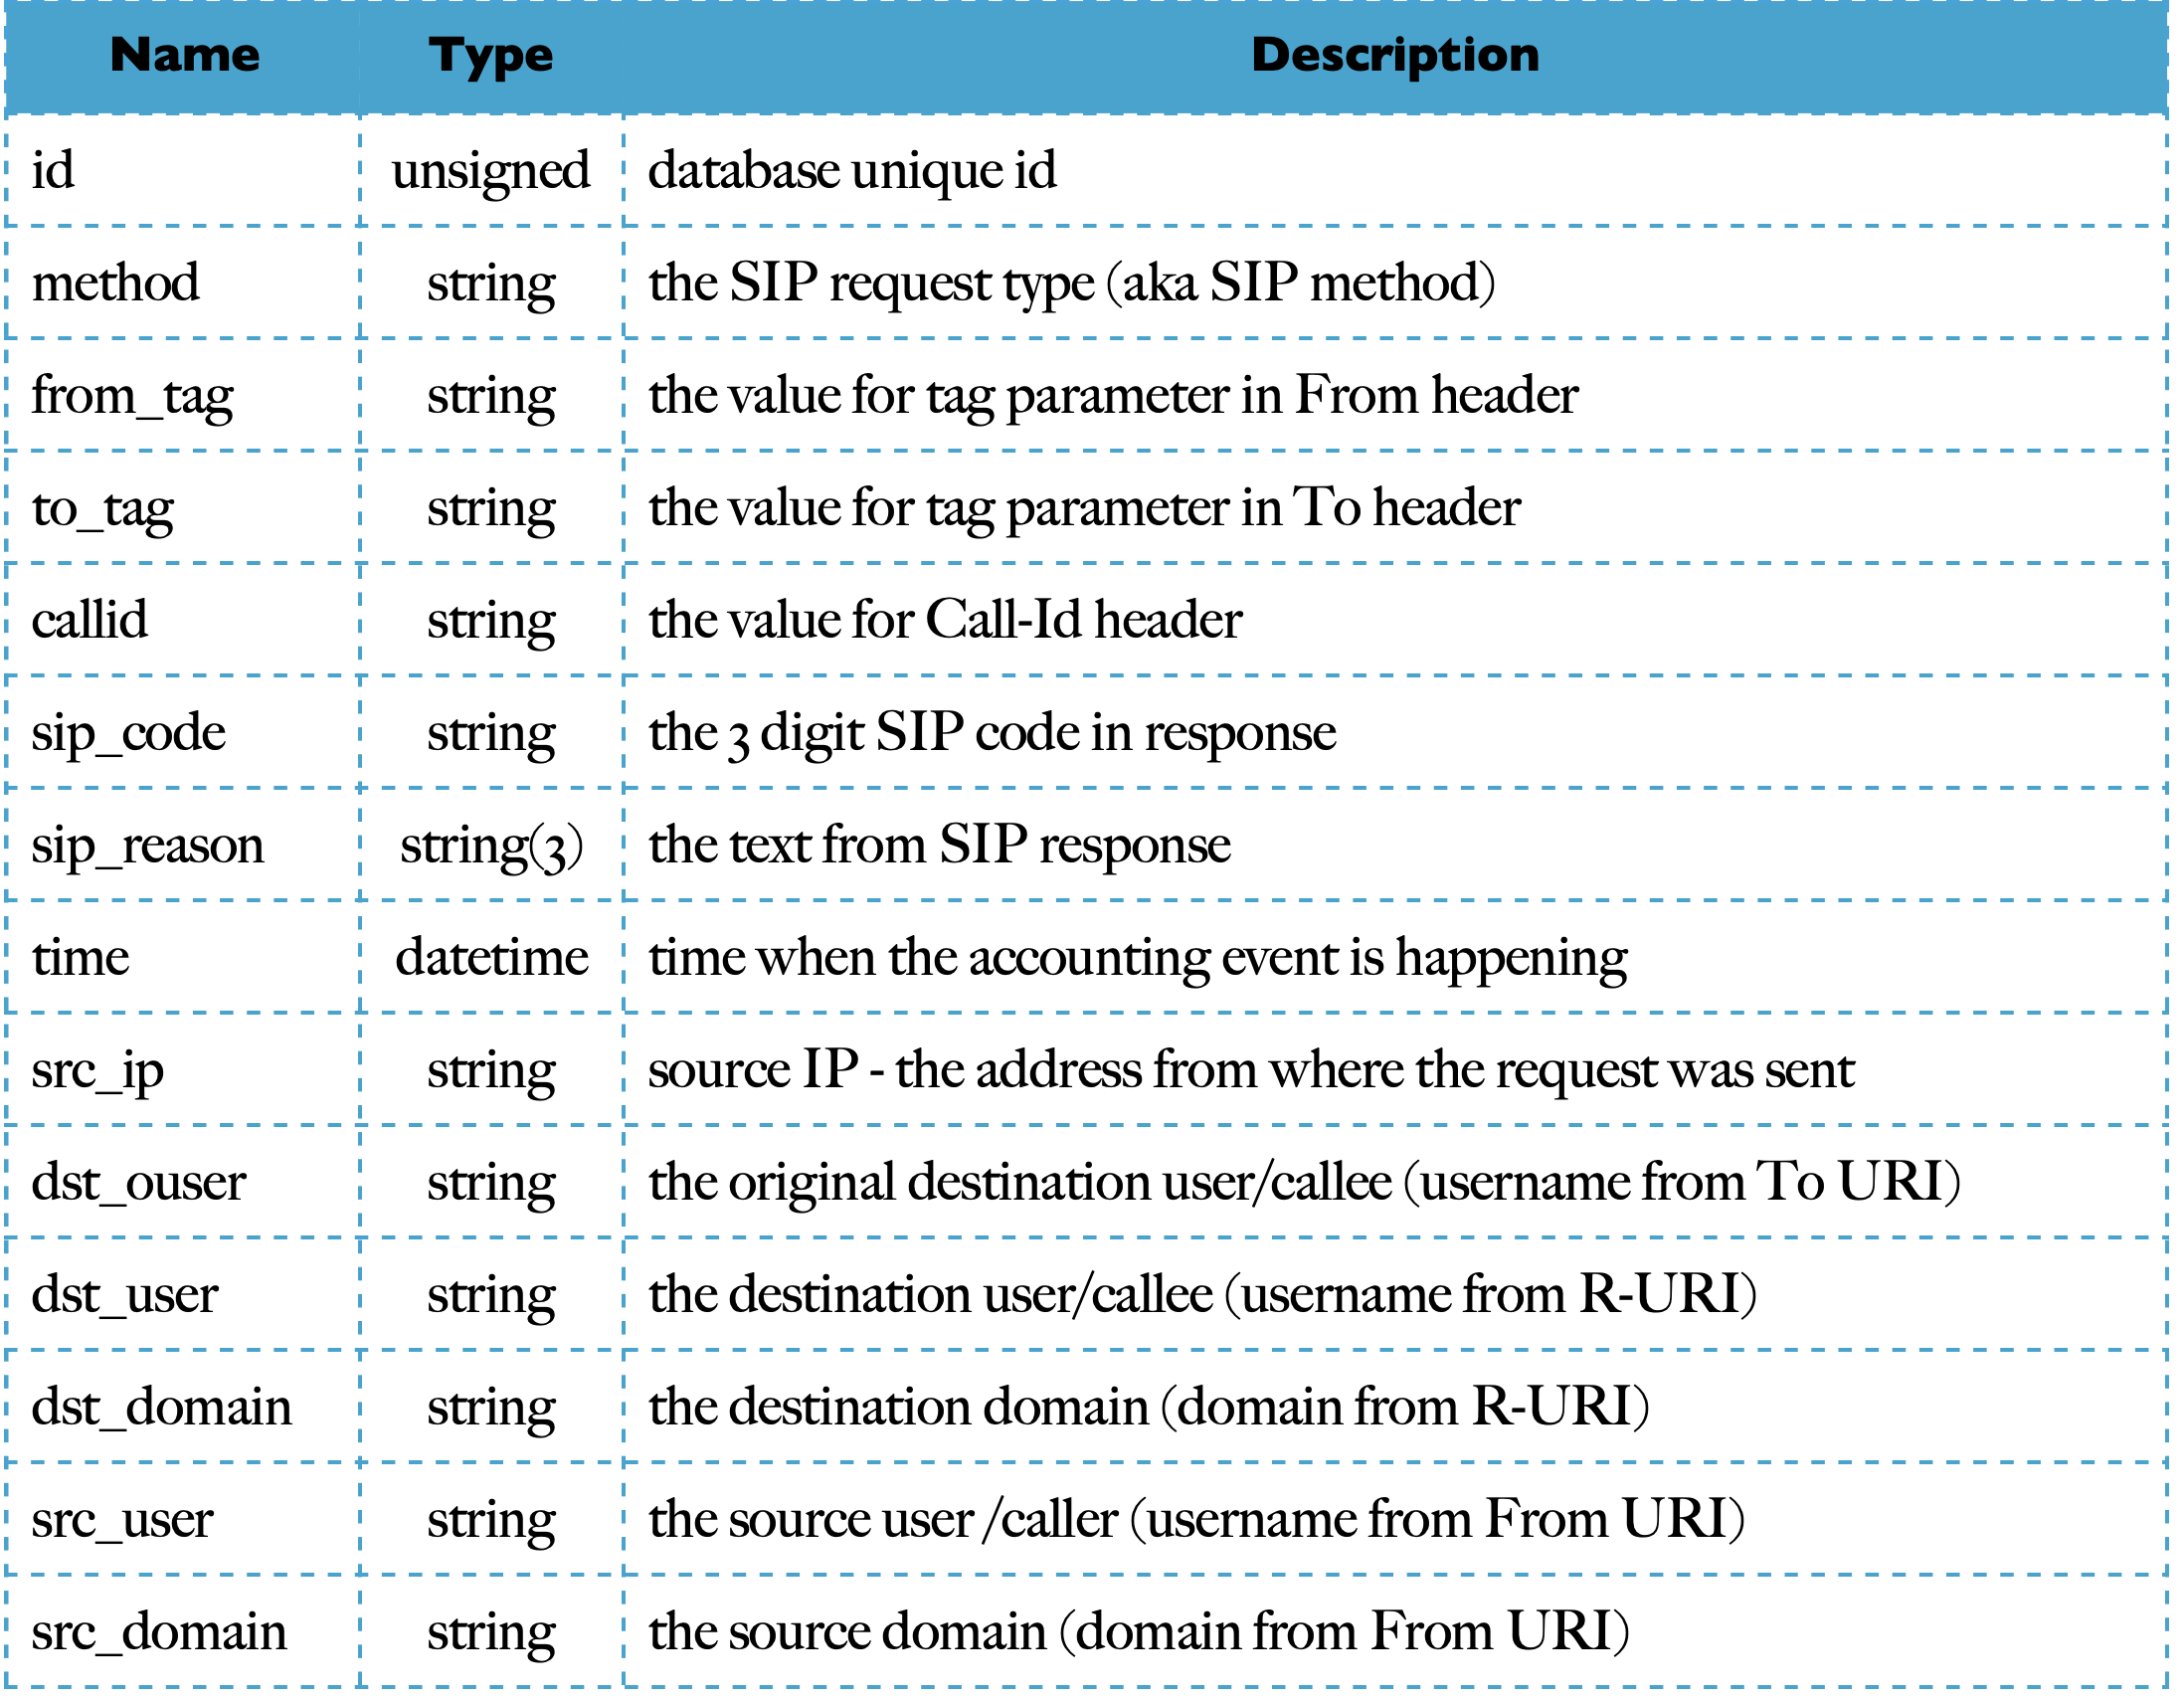 Name Type Description
id unsigned database unique id
method string the SIP request type (aka SIP method)
from_tag string the value for tag parameter in From header
to_tag string the value for tag parameter in To header
callid string the value for Call-Id header
sip_code string the 3 digit SIP code in response
sip_reason string(3) the text from SIP response
time datetime time when the accounting event is happening
src_ip string source IP - the address from where the request was sent
dst_ouser string the original destination user/callee (username from To URI)
dst_user string the destination user/callee (username from R-URI)
dst_domain string the destination domain (domain from R-URI)
src_user string the source user /caller (username from From URI)
src_domain string the source domain (domain from From URI)